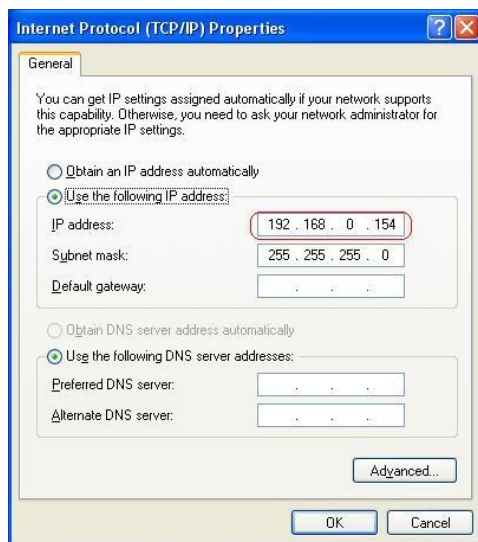 Internet Protocol (TCP/IP) Properties
General
You can get IP settings assigned automatically if your network supports
this capability. Otherwise, you need to ask your network administrator for
the appropriate IP settings.
Obtain an IP address automatically
Use the following IP address:
IP address: 192 . 168 . 0 . 154
Subnet mask: 255 . 255 . 255 . 0
Default gateway: . . .
Obtain DNS server address automatically
Use the following DNS server addresses:
Preferred DNS server: . . .
Alternate DNS server: . . .
Advanced...
OK Cancel